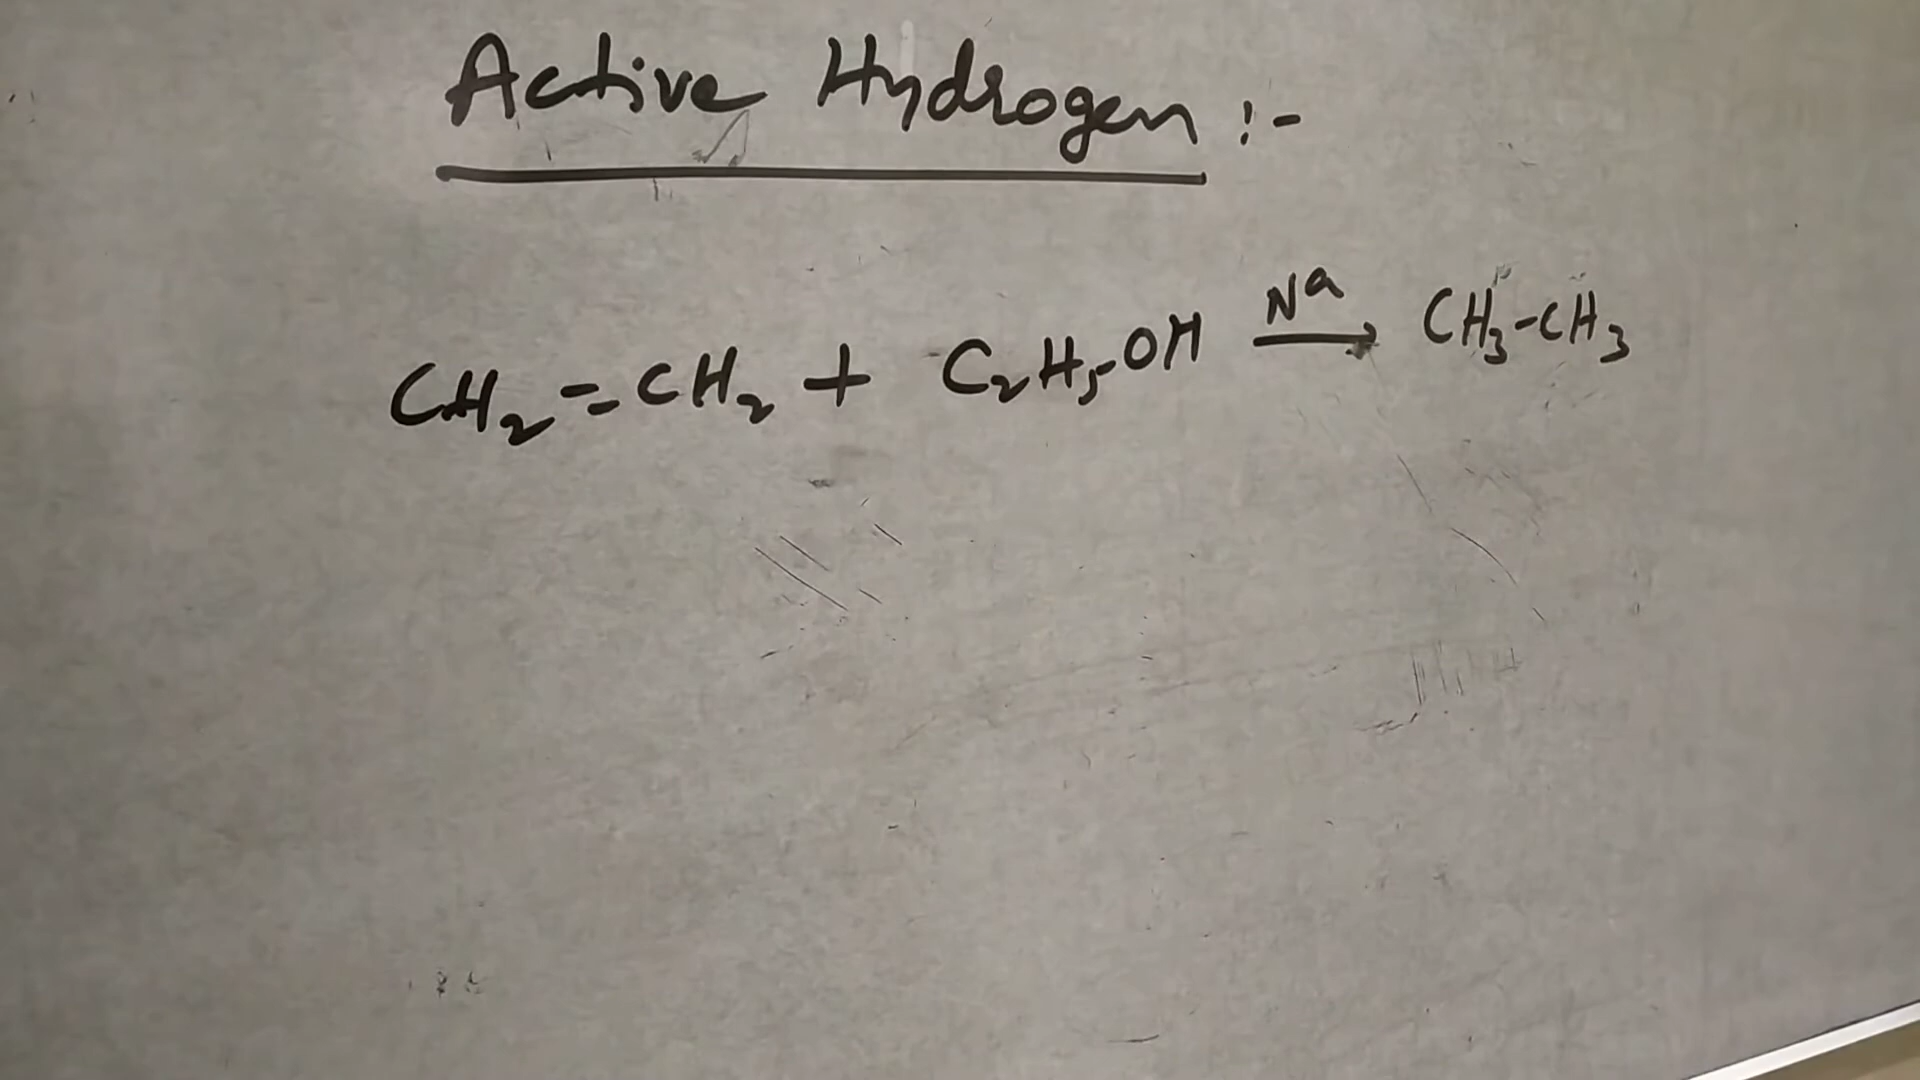 Active Hydrogen :-
CH₂=CH₂ + C₂H₅-OH Na→ CH₃-CH₃